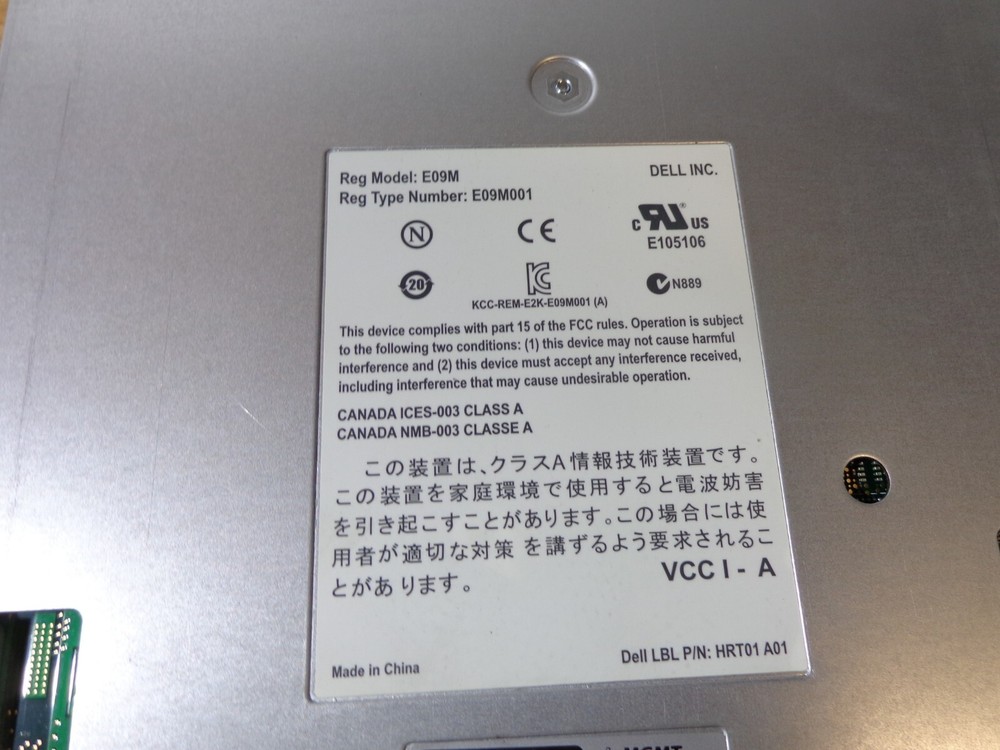 Reg Model: E09M
DELL INC.
Reg Type Number: E09M001
N
CE
c RU® US
E105106
20
KC
N889
KCC-REM-E2K-E09M001 (A)
This device complies with part 15 of the FCC rules. Operation is subject
to the following two conditions: (1) this device may not cause harmful
interference and (2) this device must accept any interference received,
including interference that may cause undesirable operation.
CANADA ICES-003 CLASS A
CANADA NMB-003 CLASSE A
この装置は、クラスA情報技術装置です。
この装置を家庭環境で使用すると電波妨害
を引き起こすことがあります。この場合には使
用者が適切な対策 を講ずるよう要求されるこ
とがあ ります。
VCC I - A
Made in China
Dell LBL P/N: HRT01 A01
MGMT